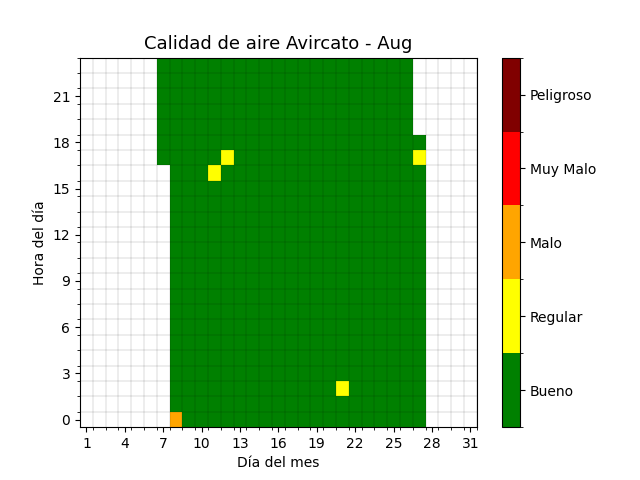 Calidad de aire Avircato - Aug
21
18
15
12
9
6
3
0
Hora del día
1 4 7 10 13 16 19 22 25 28 31
Día del mes
Peligroso
Muy Malo
Malo
Regular
Bueno